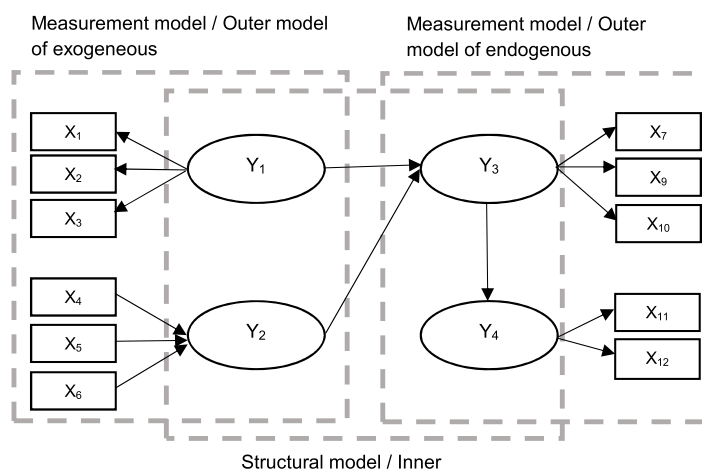 Measurement model / Outer model
of exogeneous
Measurement model / Outer
model of endogenous
X₁
X₂
X₃
Y₁
Y₃
X₇
X₉
X₁₀
X₄
X₅
X₆
Y₂
Y₄
X₁₁
X₁₂
Structural model / Inner